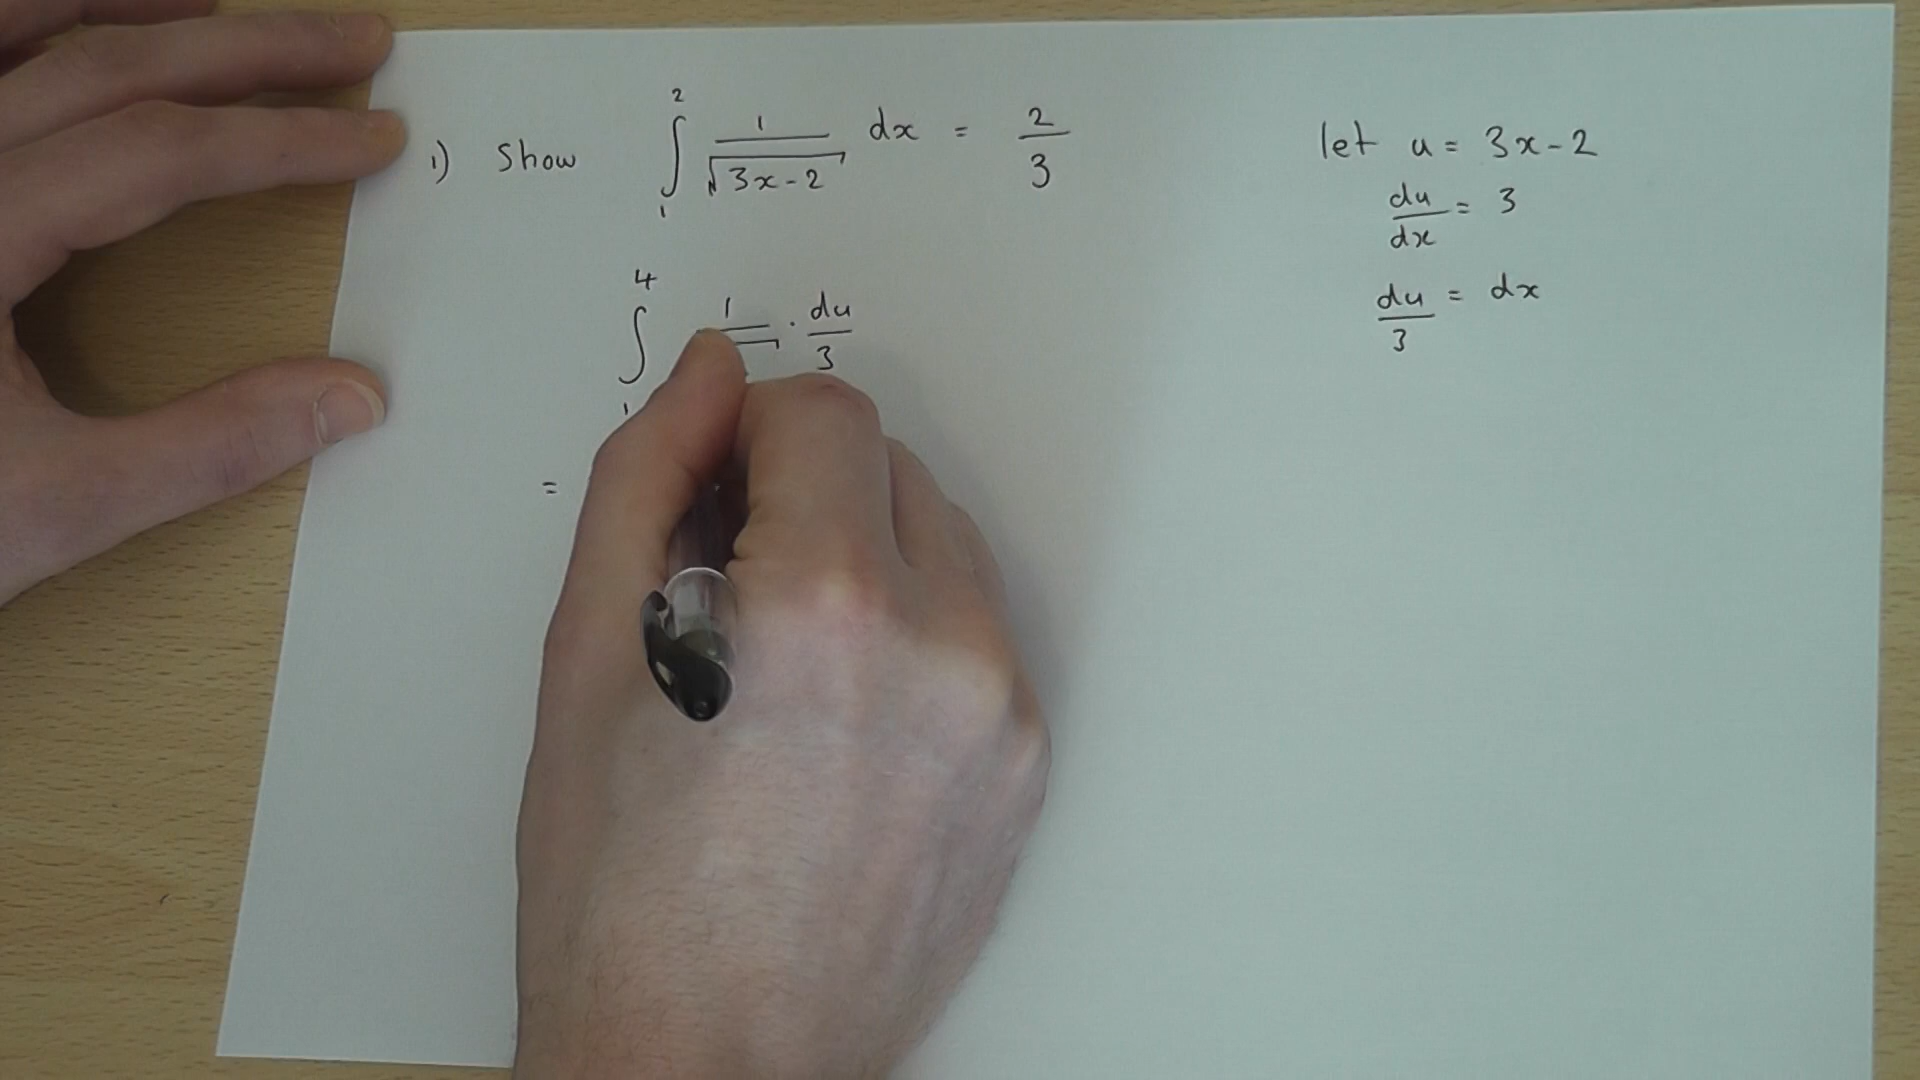 1) Show ∫₁² 1/√(3x-2) dx = 2/3
let u = 3x-2
du/dx = 3
du/3 = dx
∫₁⁴ 1/√ · du/3
=